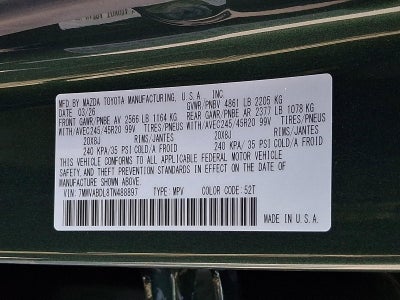 MFD. BY MAZDA TOYOTA MANUFACTURING, U.S.A., INC.
DATE 03/26 GVWR/PNBV 4861 LB 2205 KG
FRONT GAWR/PNBE AV 2566 LB 1164 KG REAR GAWR/PNBE AR 2377 LB 1078 KG
WITH/AVEC245/45R20 99V TIRES/PNEUS WITH/AVEC245/45R20 99V TIRES/PNEUS
20X8J RIMS/JANTES 20X8J RIMS/JANTES
240 KPA/35 PSI COLD/A FROID 240 KPA/35 PSI COLD/A FROID
THIS VEHICLE CONFORMS TO ALL APPLICABLE FEDERAL MOTOR VEHICLE
SAFETY, AND THEFT PREVENTION STANDARDS IN EFFECT ON THE DATE OF
MANUFACTURE SHOWN ABOVE.
VIN: 7MMVABDL8TN488897 TYPE: MPV COLOR CODE: 52T
MADE IN U.S.A.